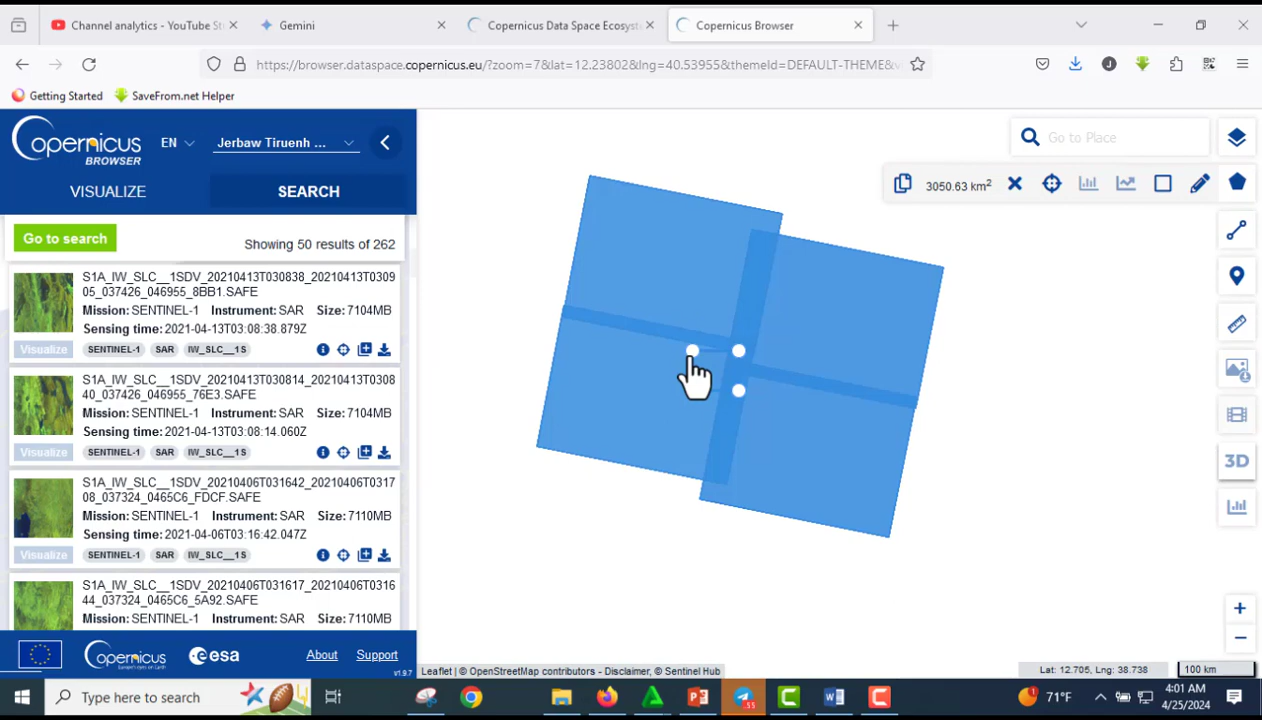 Channel analytics - YouTube St
Gemini
Copernicus Data Space Ecosyste
Copernicus Browser
https://browser.dataspace.copernicus.eu/?zoom=7&lat=12.23802&lng=40.53955&themeId=DEFAULT-THEME&v
Getting Started
SaveFrom.net Helper
opernicus
BROWSER
EN
Jerbaw Tiruenh ...
VISUALIZE
SEARCH
Go to Place
3050.63 km²
Go to search
Showing 50 results of 262
S1A_IW_SLC__1SDV_20210413T030838_20210413T0309
05_037426_046955_8BB1.SAFE
Mission: SENTINEL-1 Instrument: SAR Size: 7104MB
Sensing time: 2021-04-13T03:08:38.879Z
Visualize SENTINEL-1 SAR IW_SLC__1S
S1A_IW_SLC__1SDV_20210413T030814_20210413T0308
40_037426_046955_76E3.SAFE
Mission: SENTINEL-1 Instrument: SAR Size: 7104MB
Sensing time: 2021-04-13T03:08:14.060Z
Visualize SENTINEL-1 SAR IW_SLC__1S
S1A_IW_SLC__1SDV_20210406T031642_20210406T0317
08_037324_0465C6_FDCF.SAFE
Mission: SENTINEL-1 Instrument: SAR Size: 7110MB
Sensing time: 2021-04-06T03:16:42.047Z
Visualize SENTINEL-1 SAR IW_SLC__1S
S1A_IW_SLC__1SDV_20210406T031617_20210406T0316
44_037324_0465C6_5A92.SAFE
Mission: SENTINEL-1 Instrument: SAR Size: 7110MB
3D
opernicus
esa
About
Support
v1.9.7
Leaflet | © OpenStreetMap contributors - Disclaimer, © Sentinel Hub
Lat: 12.705, Lng: 38.738
100 km
Type here to search
55
71°F
4:01 AM
4/25/2024